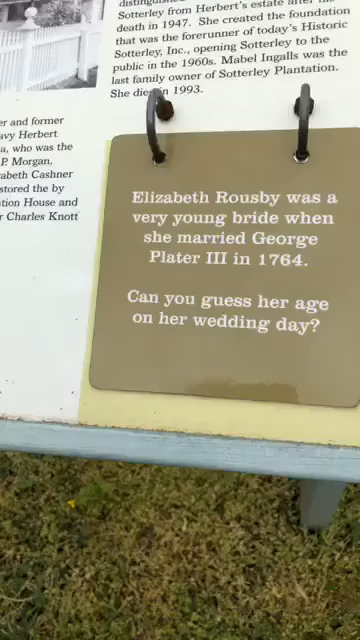 Sotterley from Herbert's estate after
death in 1947. She created the foundation
that was the forerunner of today's Historic
Sotterley, Inc., opening Sotterley to the
public in the 1960s. Mabel Ingalls was the
last family owner of Sotterley Plantation.
She died in 1993.
er and former
avy Herbert
a, who was the
P. Morgan,
abeth Cashner
stored the by
tion House and
r Charles Knott
Elizabeth Rousby was a
very young bride when
she married George
Plater III in 1764.
Can you guess her age
on her wedding day?